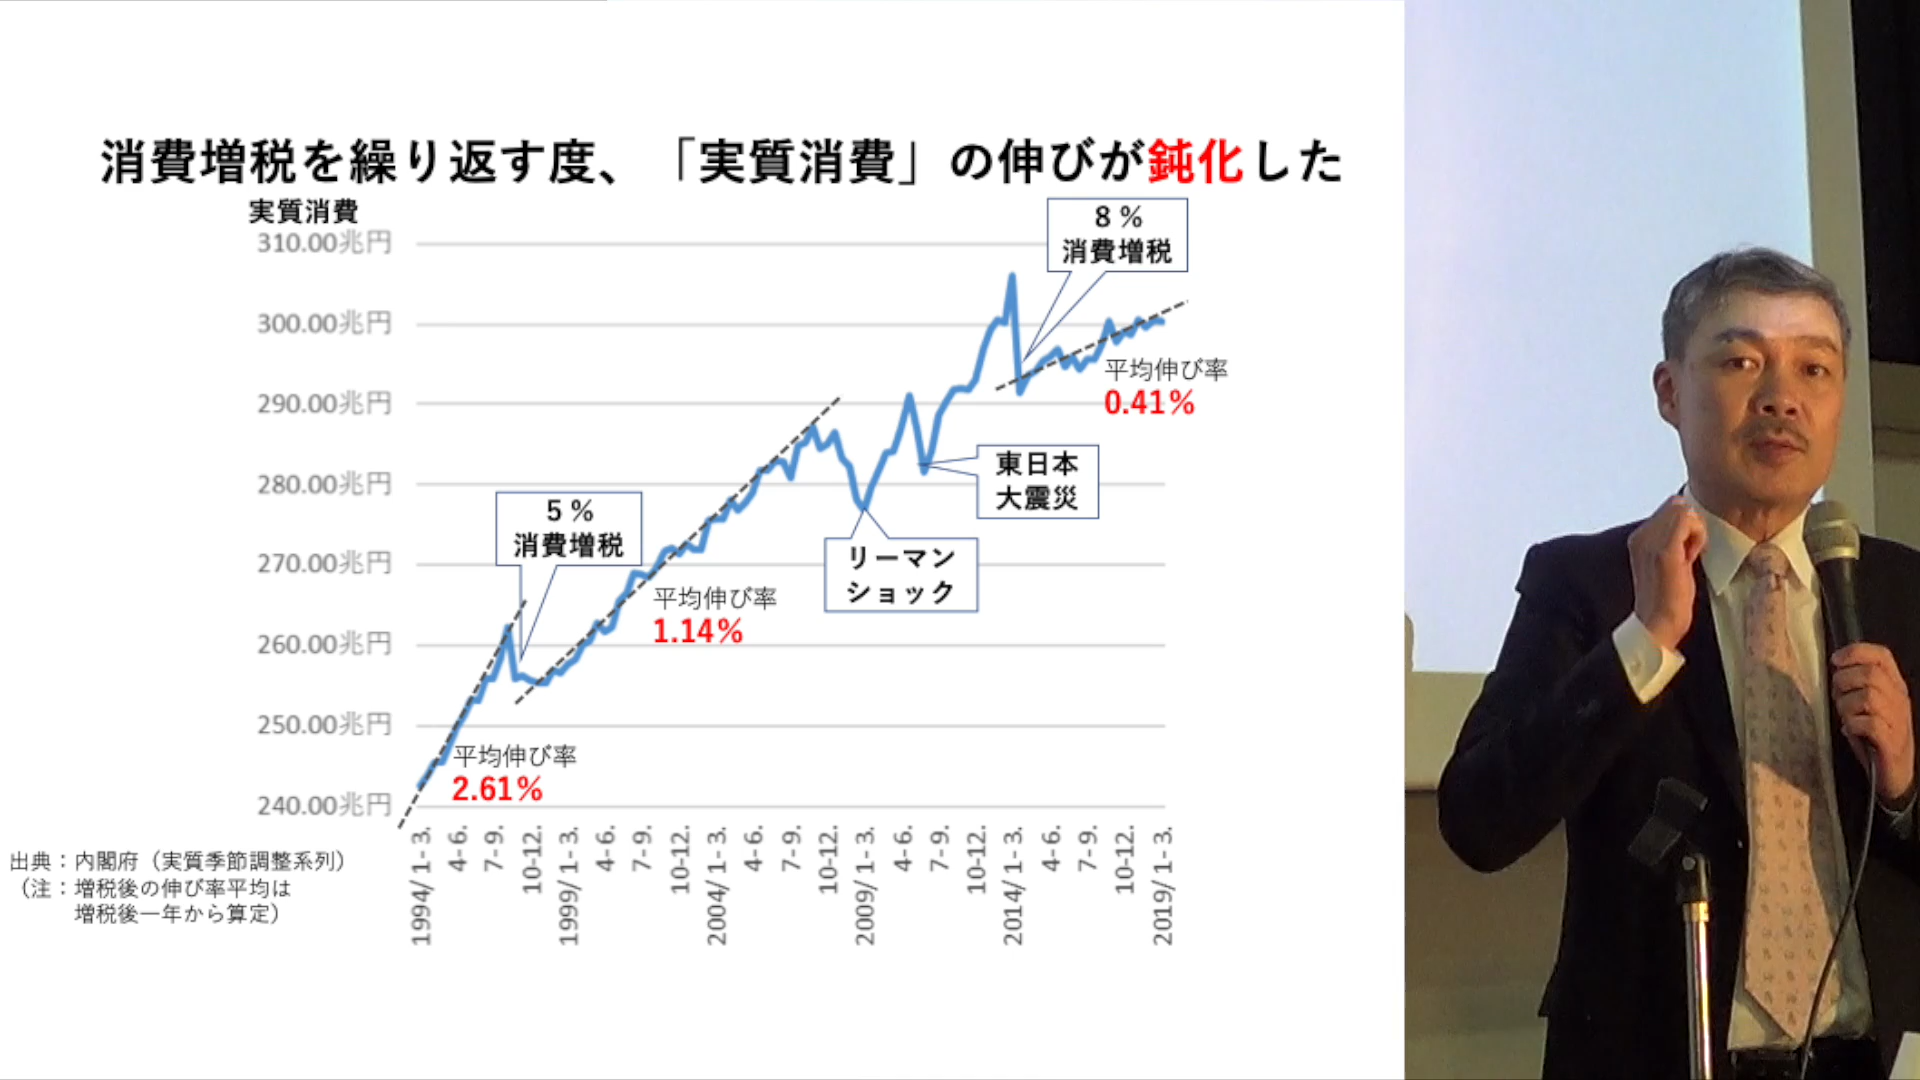 消費増税を繰り返す度、「実質消費」の伸びが鈍化した
実質消費
310.00兆円
300.00兆円
290.00兆円
280.00兆円
270.00兆円
260.00兆円
250.00兆円
240.00兆円
8%
消費増税
平均伸び率
0.41%
東日本
大震災
5%
消費増税
リーマン
ショック
平均伸び率
1.14%
平均伸び率
2.61%
1994/ 1- 3.
4-6.
7-9.
10-12.
1999/ 1- 3.
4-6.
7-9.
10-12.
2004/ 1- 3.
4-6.
7-9.
10-12.
2009/ 1- 3.
4-6.
7-9.
10-12.
2014/ 1- 3.
4-6.
7-9.
10-12.
2019/ 1- 3.
出典：内閣府（実質季節調整系列）
（注：増税後の伸び率平均は
増税後一年から算定）